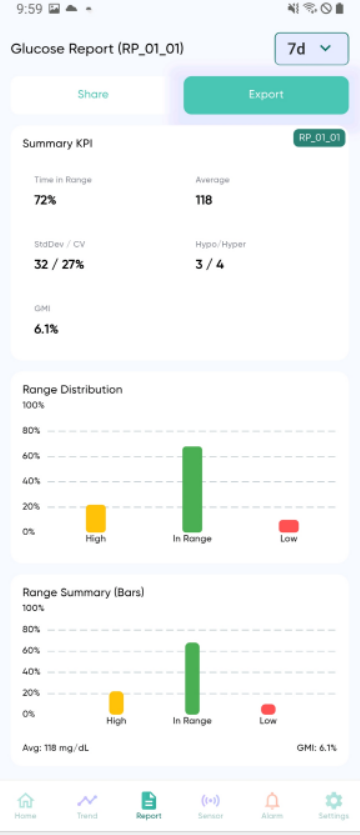 9:59
Glucose Report (RP_01_01)
7d
Share
Export
Summary KPI
RP_01_01
Time in Range
Average
72%
118
StdDev / CV
Hypo/Hyper
32 / 27%
3 / 4
GMI
6.1%
Range Distribution
100%
80%
60%
40%
20%
0%
High
In Range
Low
Range Summary (Bars)
100%
80%
60%
40%
20%
0%
High
In Range
Low
Avg: 118 mg/dL
GMI: 6.1%
Home
Trend
Report
Sensor
Alarm
Settings